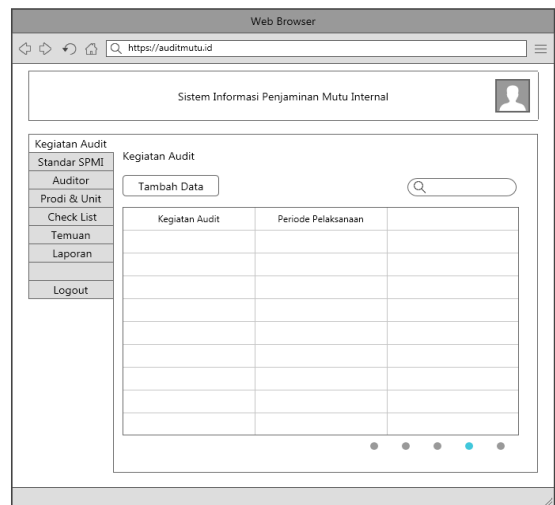 Web Browser
https://auditmutu.id
Sistem Informasi Penjaminan Mutu Internal
Kegiatan Audit
Standar SPMI
Auditor
Prodi & Unit
Check List
Temuan
Laporan
Logout
Kegiatan Audit
Tambah Data
Kegiatan Audit Periode Pelaksanaan